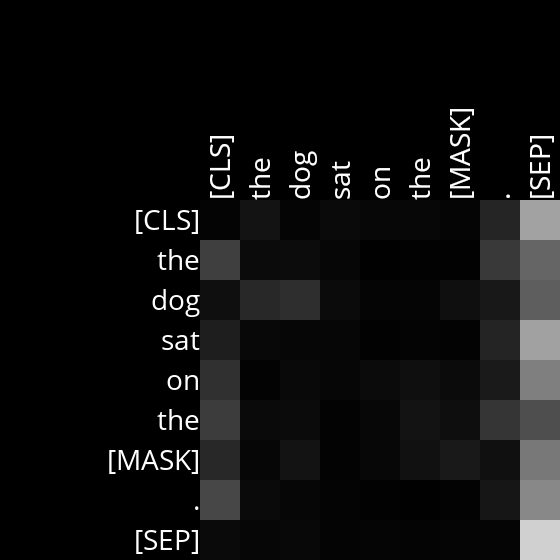 [CLS] the dog sat on the [MASK] . [SEP]
[CLS]
the
dog
sat
on
the
[MASK]
.
[SEP]